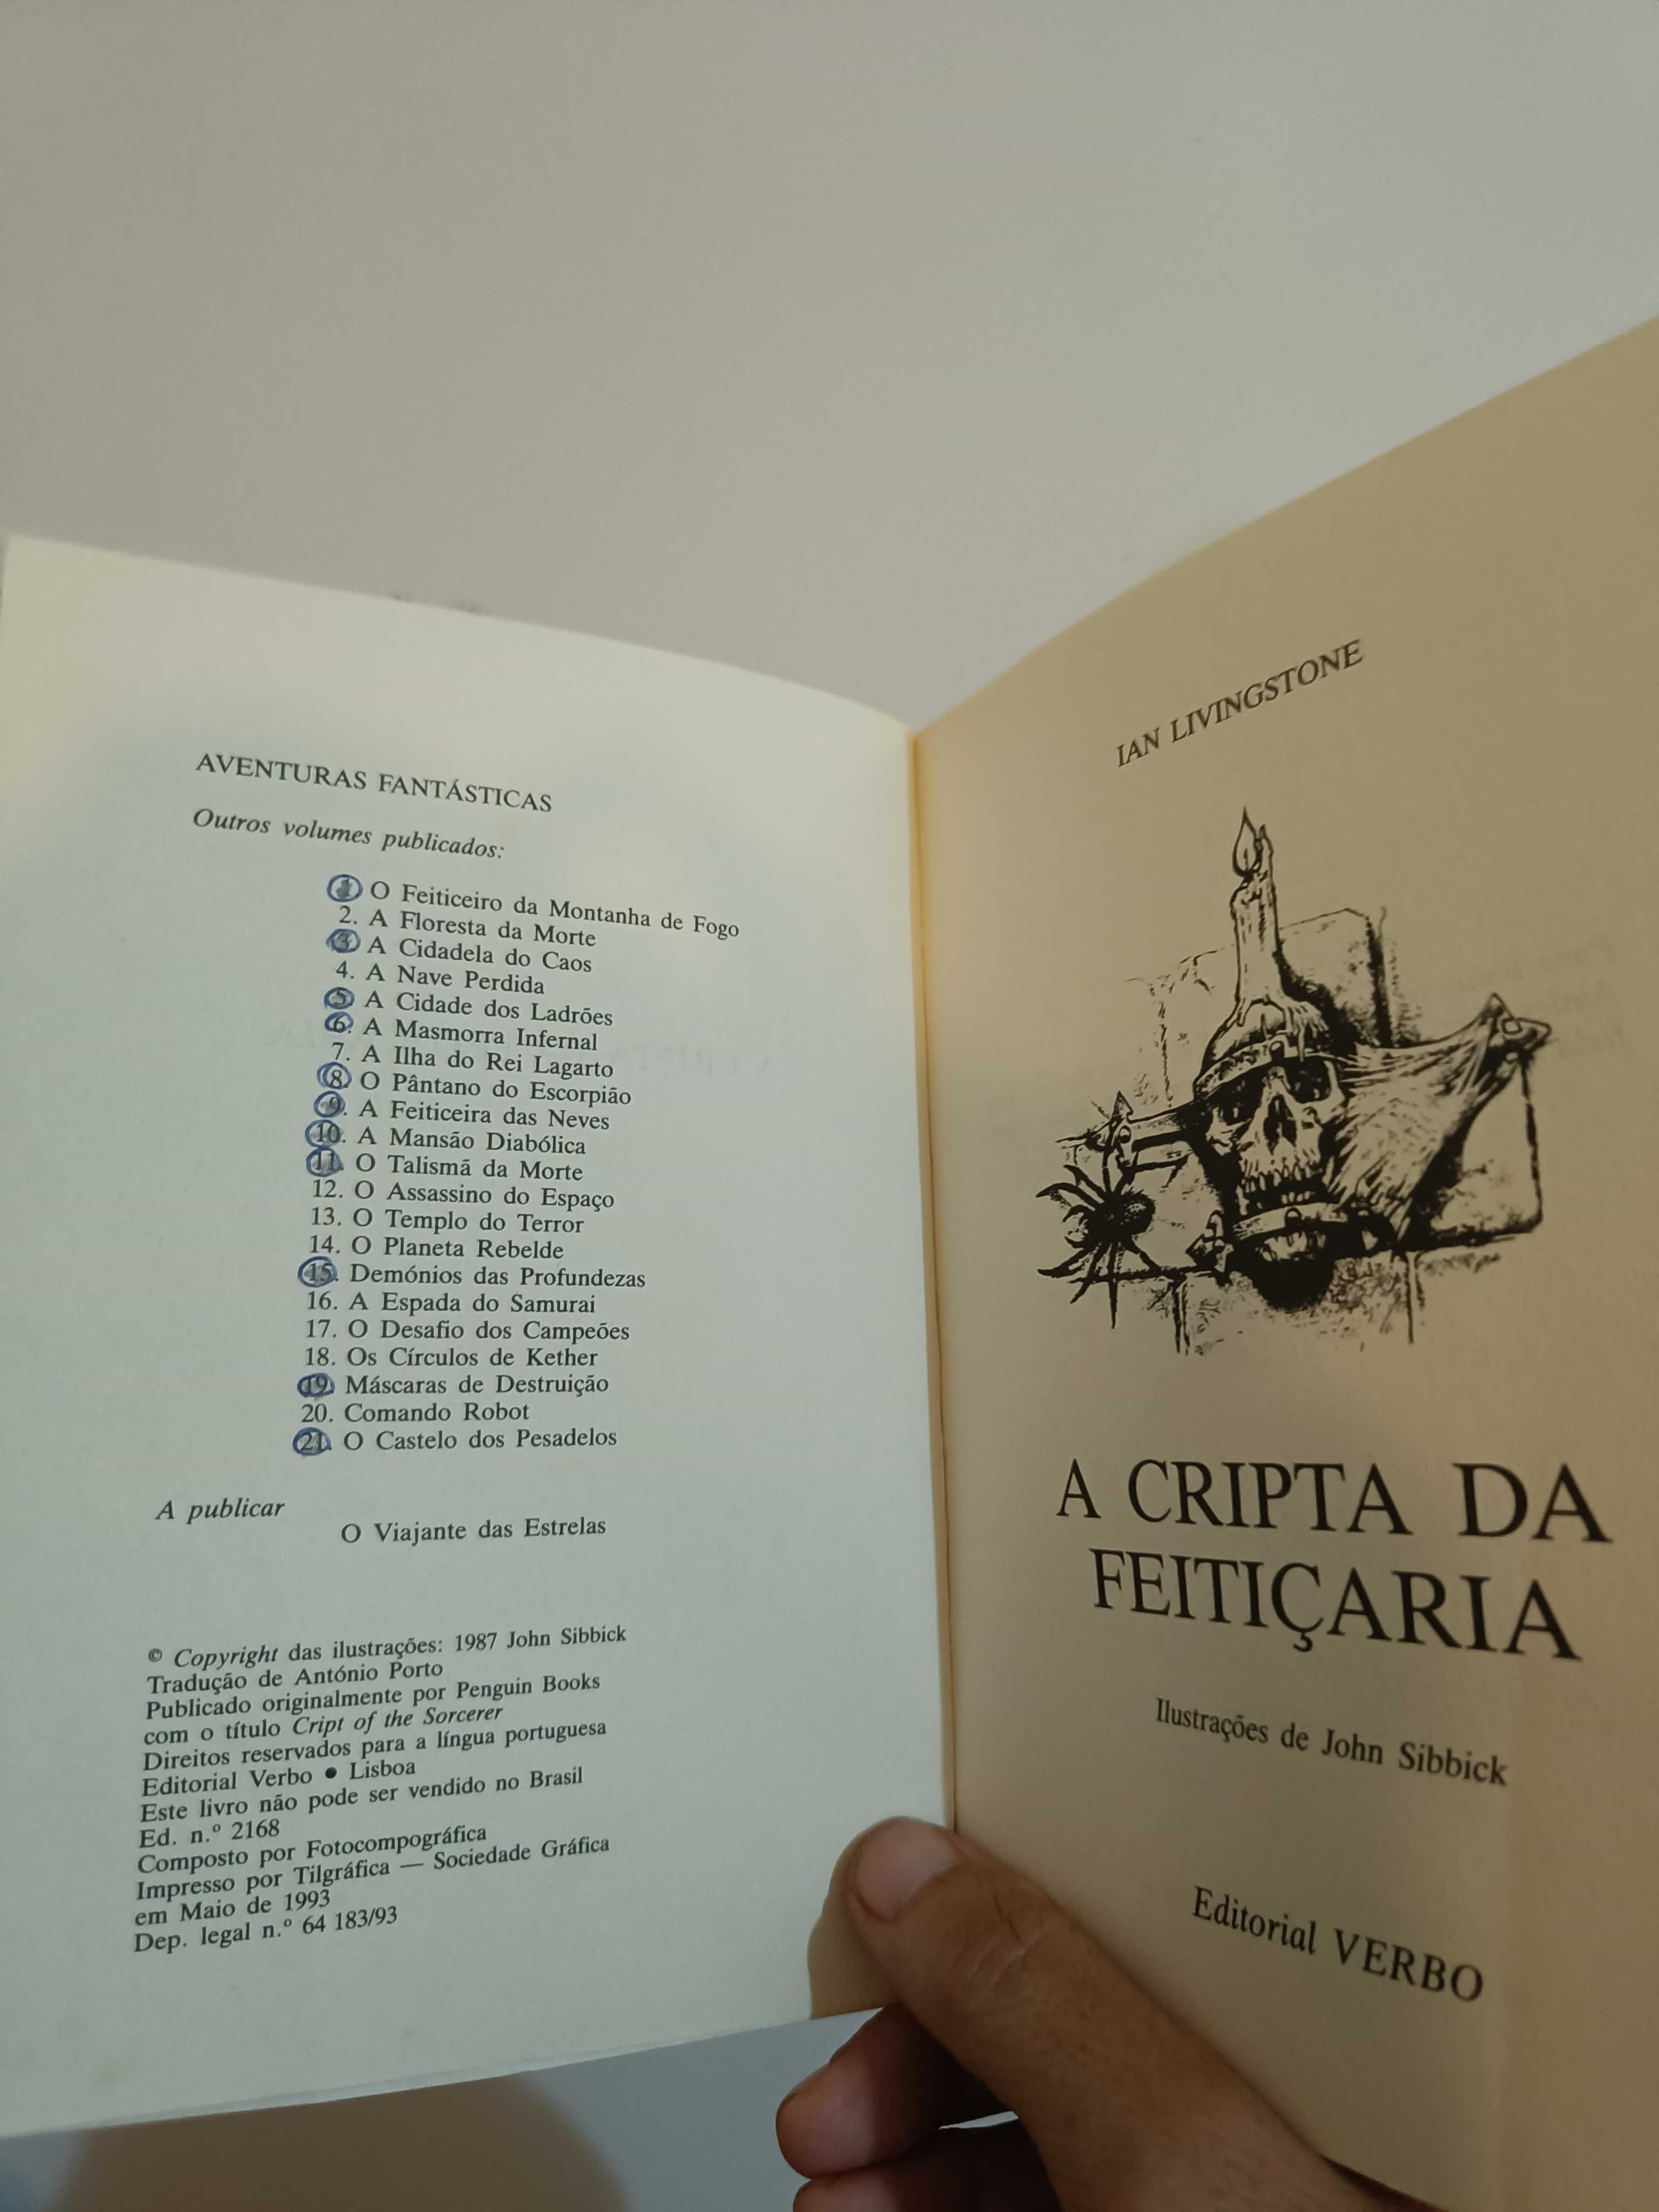 AVENTURAS FANTÁSTICAS
Outros volumes publicados:
1. O Feiticeiro da Montanha de Fogo
2. A Floresta da Morte
3. A Cidadela do Caos
4. A Nave Perdida
5. A Cidade dos Ladrões
6. A Masmorra Infernal
7. A Ilha do Rei Lagarto
8. O Pântano do Escorpião
9. A Feiticeira das Neves
10. A Mansão Diabólica
11. O Talismã da Morte
12. O Assassino do Espaço
13. O Templo do Terror
14. O Planeta Rebelde
15. Demónios das Profundezas
16. A Espada do Samurai
17. O Desafio dos Campeões
18. Os Círculos de Kether
19. Máscaras de Destruição
20. Comando Robot
21. O Castelo dos Pesadelos
A publicar
O Viajante das Estrelas
© Copyright das ilustrações: 1987 John Sibbick
Tradução de António Porto
Publicado originalmente por Penguin Books
com o título Cript of the Sorcerer
Direitos reservados para a língua portuguesa
Editorial Verbo • Lisboa
Este livro não pode ser vendido no Brasil
Ed. n.º 2168
Composto por Fotocompográfica
Impresso por Tilgráfica — Sociedade Gráfica
em Maio de 1993
Dep. legal n.º 64 183/93
IAN LIVINGSTONE
A CRIPTA DA
FEITIÇARIA
Ilustrações de John Sibbick
Editorial VERBO